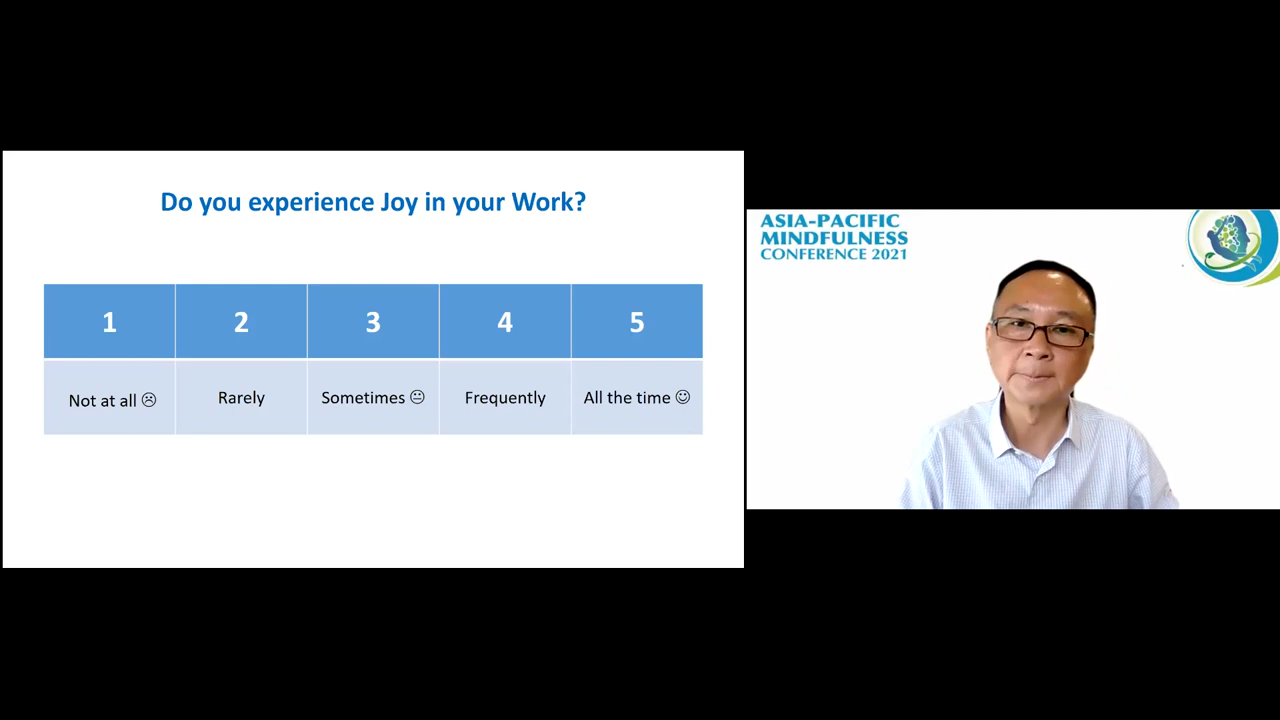 Do you experience Joy in your Work?
1 2 3 4 5
Not at all ☹ Rarely Sometimes 😐 Frequently All the time ☺
ASIA-PACIFIC
MINDFULNESS
CONFERENCE 2021